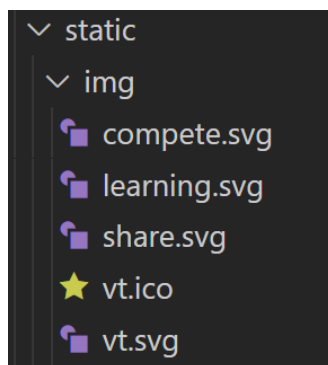 static
img
compete.svg
learning.svg
share.svg
vt.ico
vt.svg